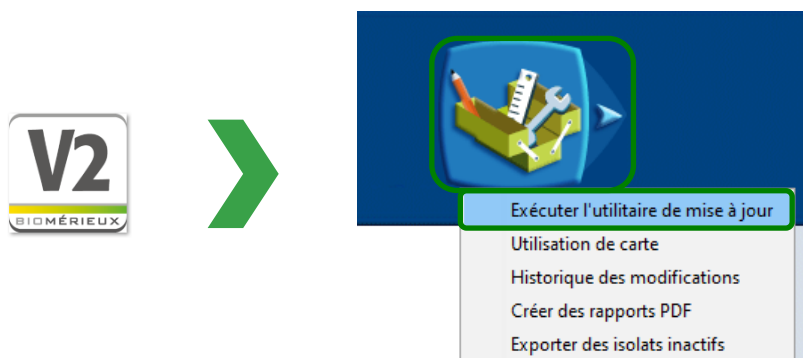 V2
BIOMÉRIEUX
Exécuter l'utilitaire de mise à jour
Utilisation de carte
Historique des modifications
Créer des rapports PDF
Exporter des isolats inactifs